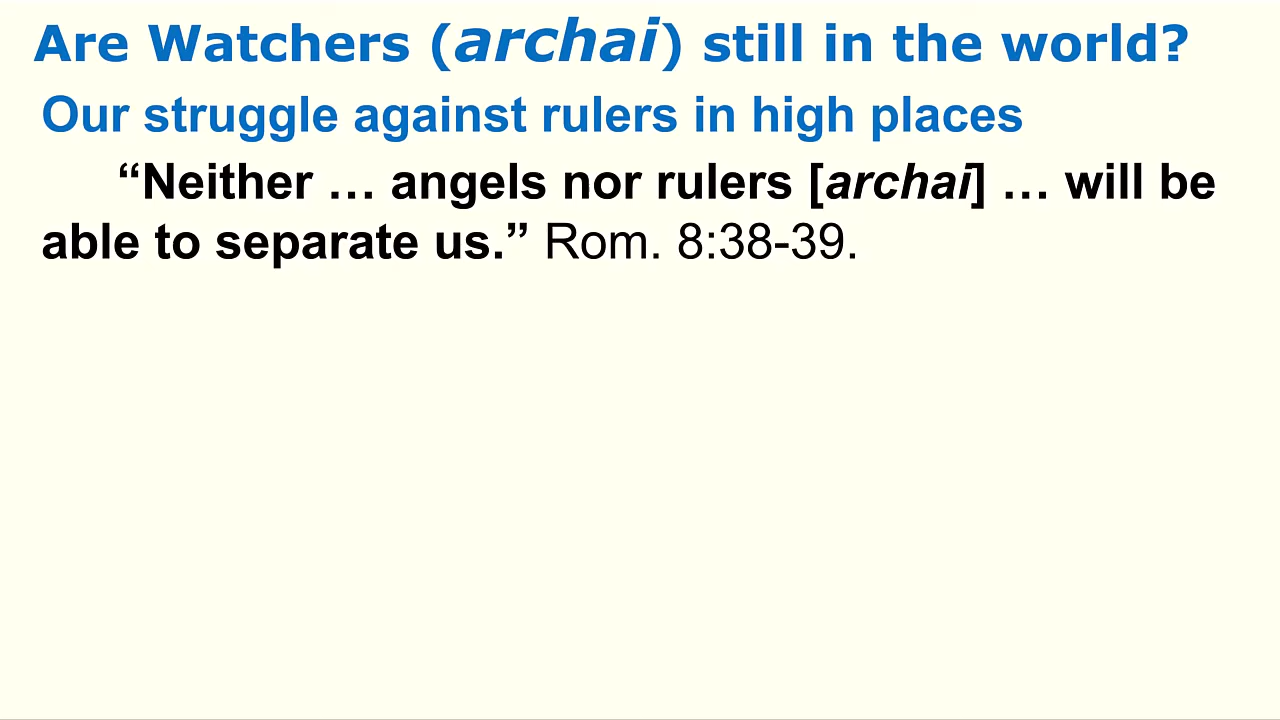 Are Watchers (archai) still in the world?
Our struggle against rulers in high places
“Neither … angels nor rulers [archai] … will be
able to separate us.” Rom. 8:38-39.